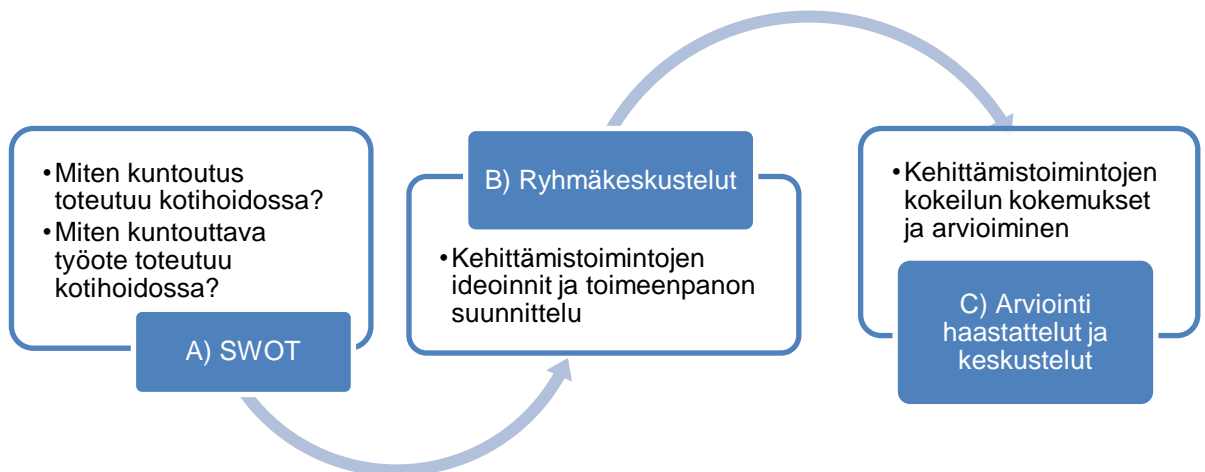 •Miten kuntoutus
toteutuu kotihoidossa?
•Miten kuntouttava
työote toteutuu
kotihoidossa?
A) SWOT
B) Ryhmäkeskustelut
•Kehittämistoimintojen
ideoinnit ja toimeenpanon
suunnittelu
•Kehittämistoimintojen
kokeilun kokemukset
ja arvioiminen
C) Arviointi
haastattelut ja
keskustelut